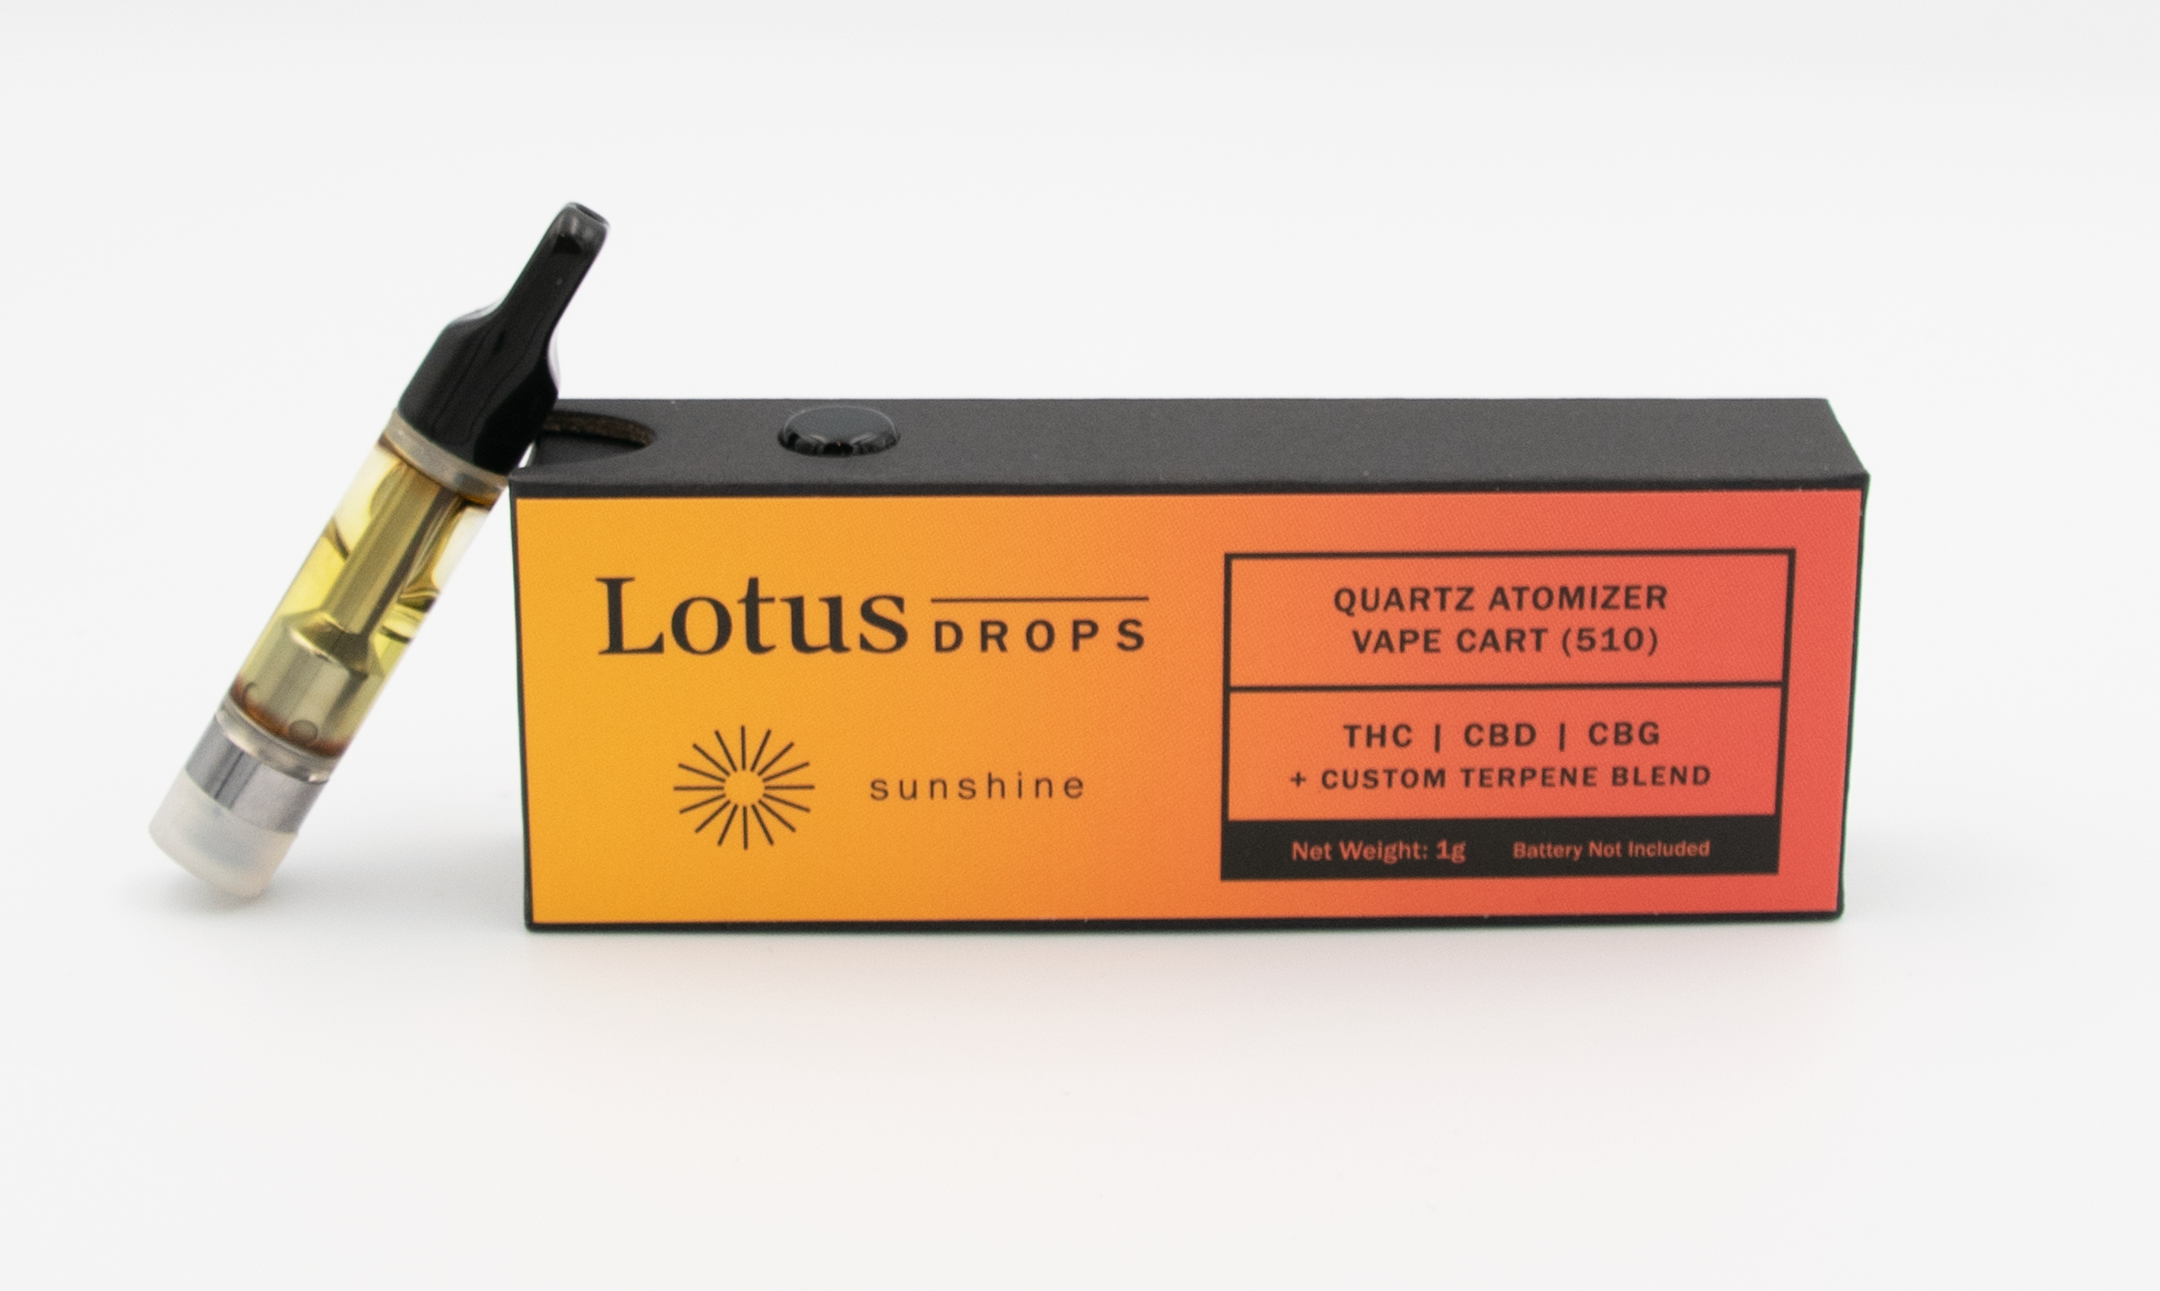 Lotus DROPS
sunshine
QUARTZ ATOMIZER
VAPE CART (510)
THC | CBD | CBG
+ CUSTOM TERPENE BLEND
Net Weight: 1g Battery Not Included